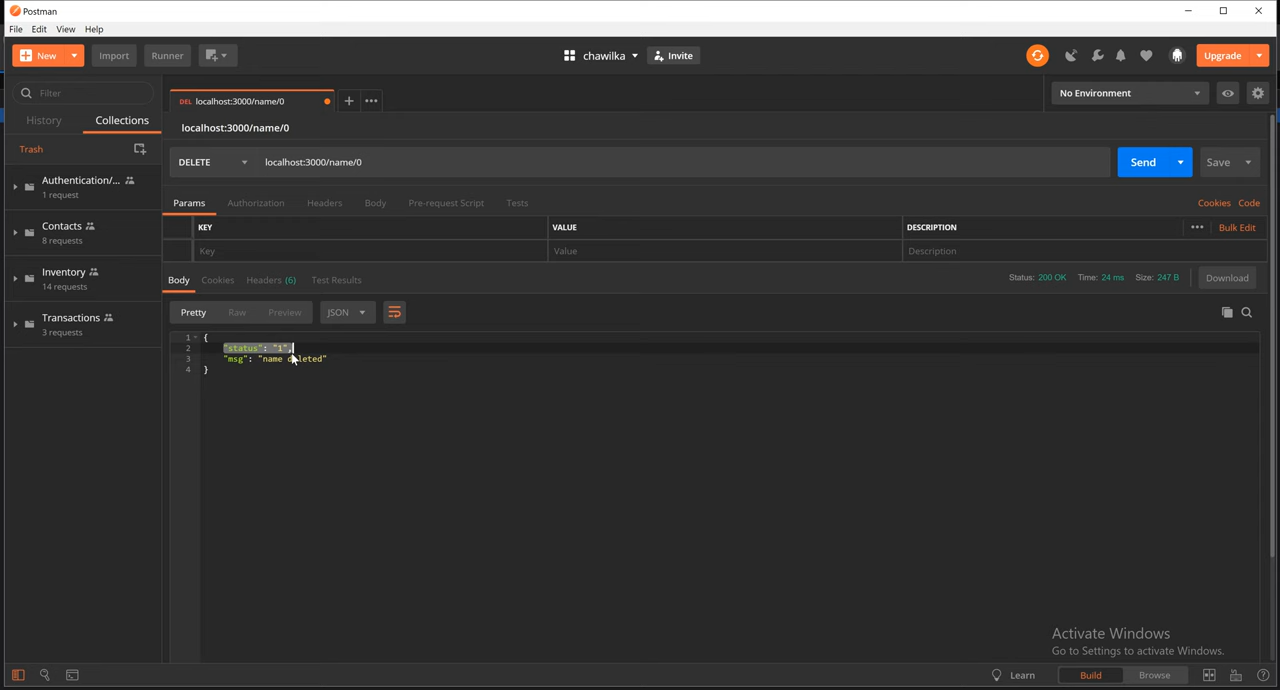 Postman
File Edit View Help
New Import Runner chawilka Invite Upgrade
Filter
History Collections
Trash
Authentication/...
1 request
Contacts
8 requests
Inventory
14 requests
Transactions
3 requests
DEL localhost:3000/name/0
No Environment
localhost:3000/name/0
DELETE localhost:3000/name/0 Send Save
Params Authorization Headers Body Pre-request Script Tests Cookies Code
KEY VALUE DESCRIPTION Bulk Edit
Key Value Description
Body Cookies Headers (6) Test Results Status: 200 OK Time: 24 ms Size: 247 B Download
Pretty Raw Preview JSON
1 {
2 "status": "1",
3 "msg": "name deleted"
4 }
Activate Windows
Go to Settings to activate Windows.
Learn Build Browse